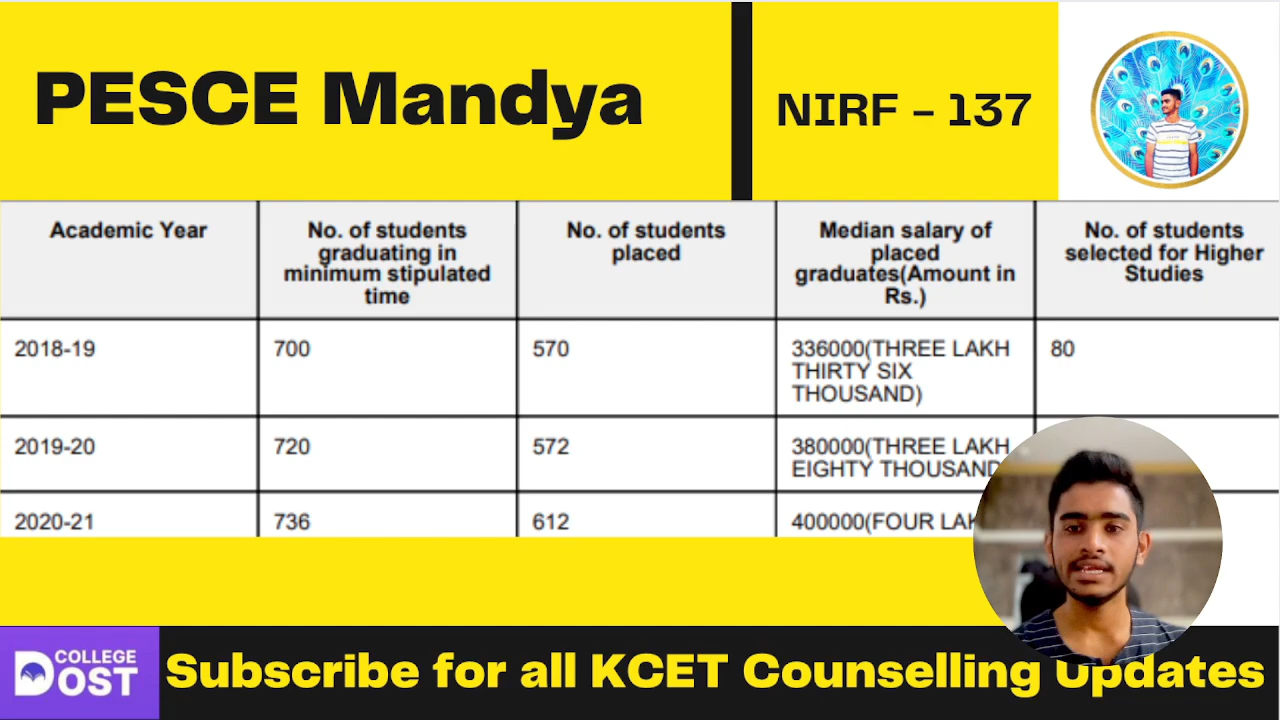 PESCE Mandya
NIRF - 137
Academic Year
No. of students
graduating in
minimum stipulated
time
No. of students
placed
Median salary of
placed
graduates(Amount in
Rs.)
No. of students
selected for Higher
Studies
2018-19
700
570
336000(THREE LAKH
THIRTY SIX
THOUSAND)
80
2019-20
720
572
380000(THREE LAKH
EIGHTY THOUSAND
2020-21
736
612
400000(FOUR
COLLEGE
DOST
Subscribe for all KCET Counselling Updates